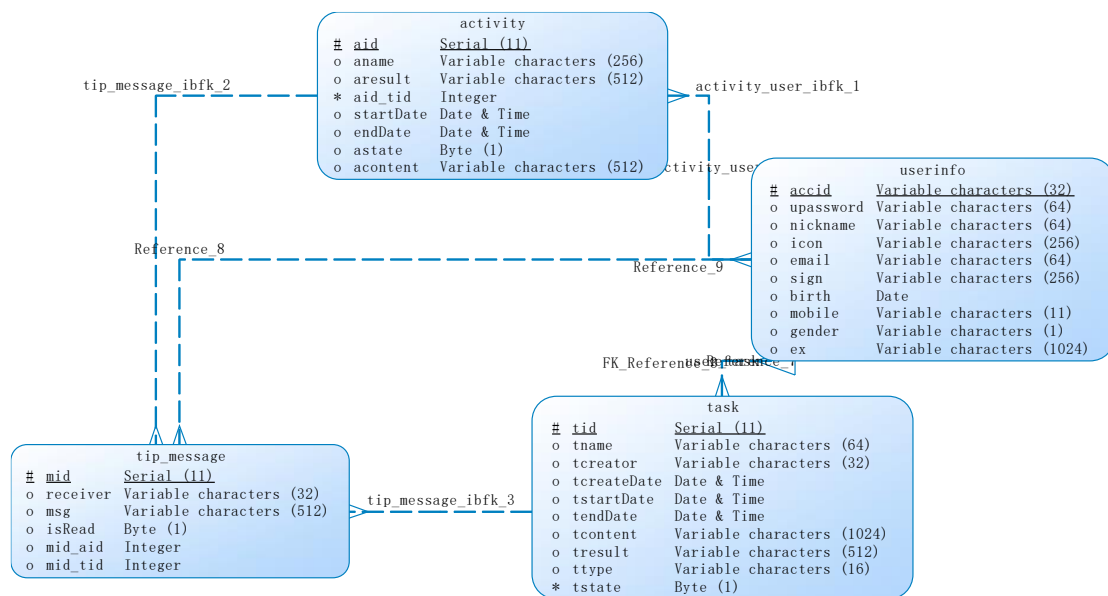 activity
# aid Serial (11)
o aname Variable characters (256)
o aresult Variable characters (512)
* aid_tid Integer
o startDate Date & Time
o endDate Date & Time
o astate Byte (1)
o acontent Variable characters (512)
tip_message_ibfk_2
activity_user_ibfk_1
userinfo
# accid Variable characters (32)
o upassword Variable characters (64)
o nickname Variable characters (64)
o icon Variable characters (256)
o email Variable characters (64)
o sign Variable characters (256)
o birth Date
o mobile Variable characters (11)
o gender Variable characters (1)
o ex Variable characters (1024)
Reference_8
Reference_9
task
# tid Serial (11)
o tname Variable characters (64)
o tcreator Variable characters (32)
o tcreateDate Date & Time
o tstartDate Date & Time
o tendDate Date & Time
o tcontent Variable characters (1024)
o tresult Variable characters (512)
o ttype Variable characters (16)
* tstate Byte (1)
tip_message
# mid Serial (11)
o receiver Variable characters (32)
o msg Variable characters (512)
o isRead Byte (1)
o mid_aid Integer
o mid_tid Integer
tip_message_ibfk_3